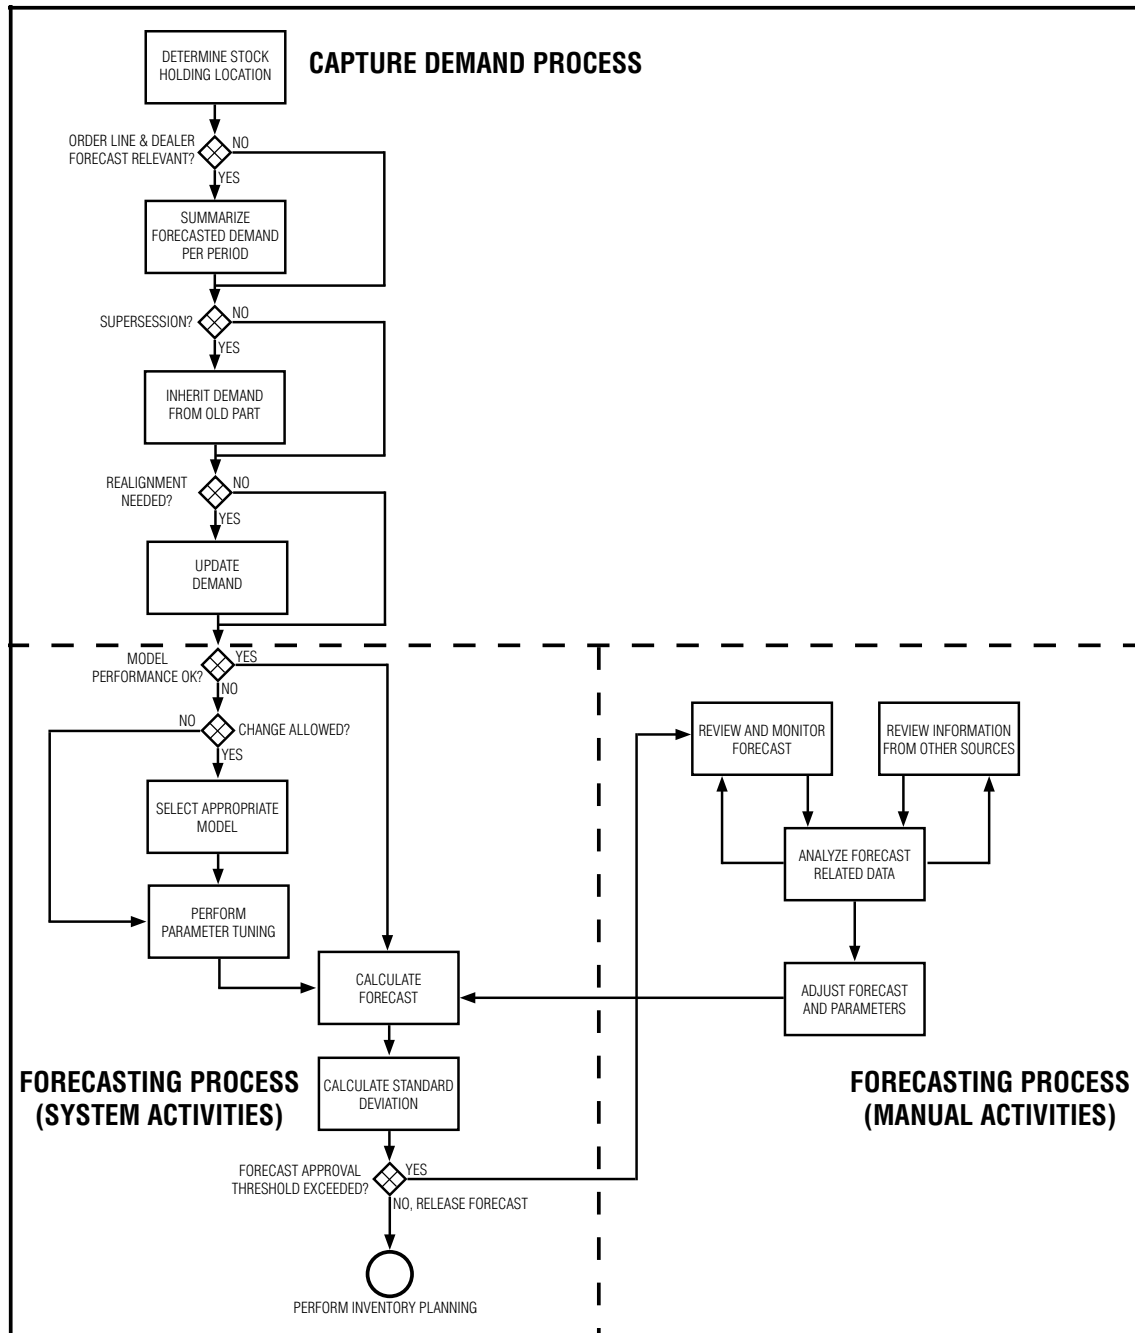 DETERMINE STOCK
HOLDING LOCATION
CAPTURE DEMAND PROCESS
ORDER LINE & DEALER
FORECAST RELEVANT?
NO
YES
SUMMARIZE
FORECASTED DEMAND
PER PERIOD
SUPERSESSION?
NO
YES
INHERIT DEMAND
FROM OLD PART
REALIGNMENT
NEEDED?
NO
YES
UPDATE
DEMAND
MODEL
PERFORMANCE OK?
YES
NO
NO
CHANGE ALLOWED?
YES
SELECT APPROPRIATE
MODEL
PERFORM
PARAMETER TUNING
CALCULATE
FORECAST
CALCULATE STANDARD
DEVIATION
FORECASTING PROCESS
(SYSTEM ACTIVITIES)
FORECAST APPROVAL
THRESHOLD EXCEEDED?
YES
NO, RELEASE FORECAST
PERFORM INVENTORY PLANNING
REVIEW AND MONITOR
FORECAST
REVIEW INFORMATION
FROM OTHER SOURCES
ANALYZE FORECAST
RELATED DATA
ADJUST FORECAST
AND PARAMETERS
FORECASTING PROCESS
(MANUAL ACTIVITIES)